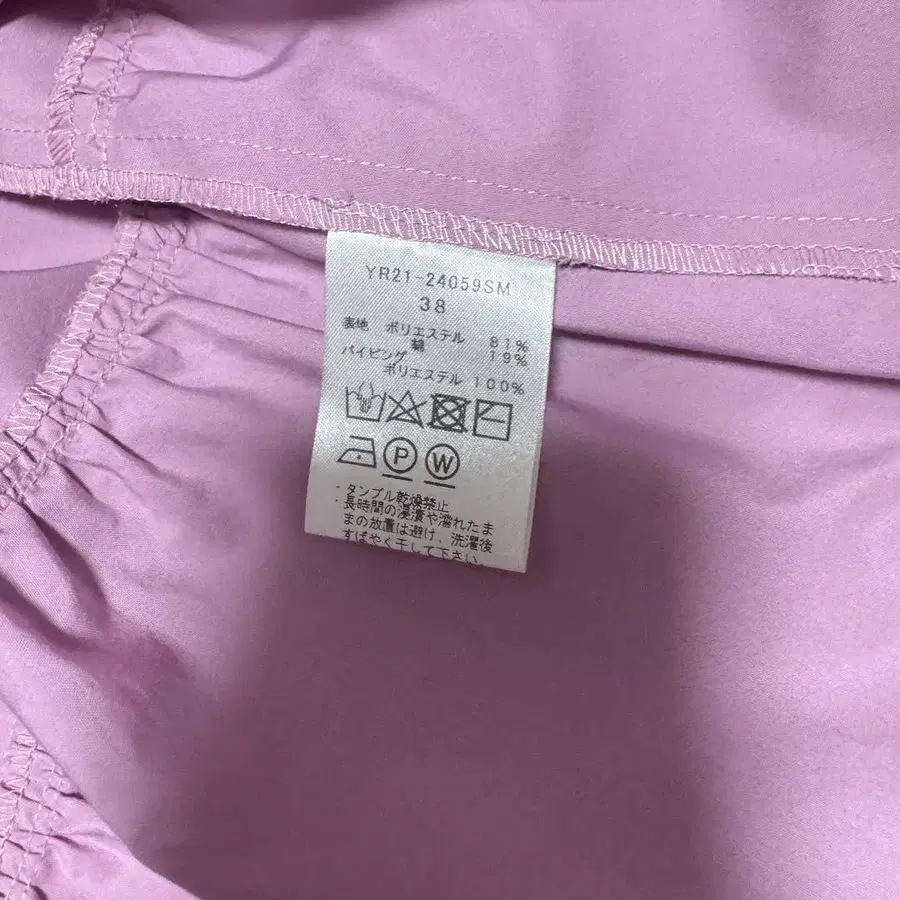 YR21-24059SM
38
表地 ポリエステル 81%
綿 19%
パイピング
ポリエステル 100%
P W
・タンブル乾燥禁止
・長時間の浸漬や濡れたま
まの放置は避け、洗濯後
すばやく干して下さい。